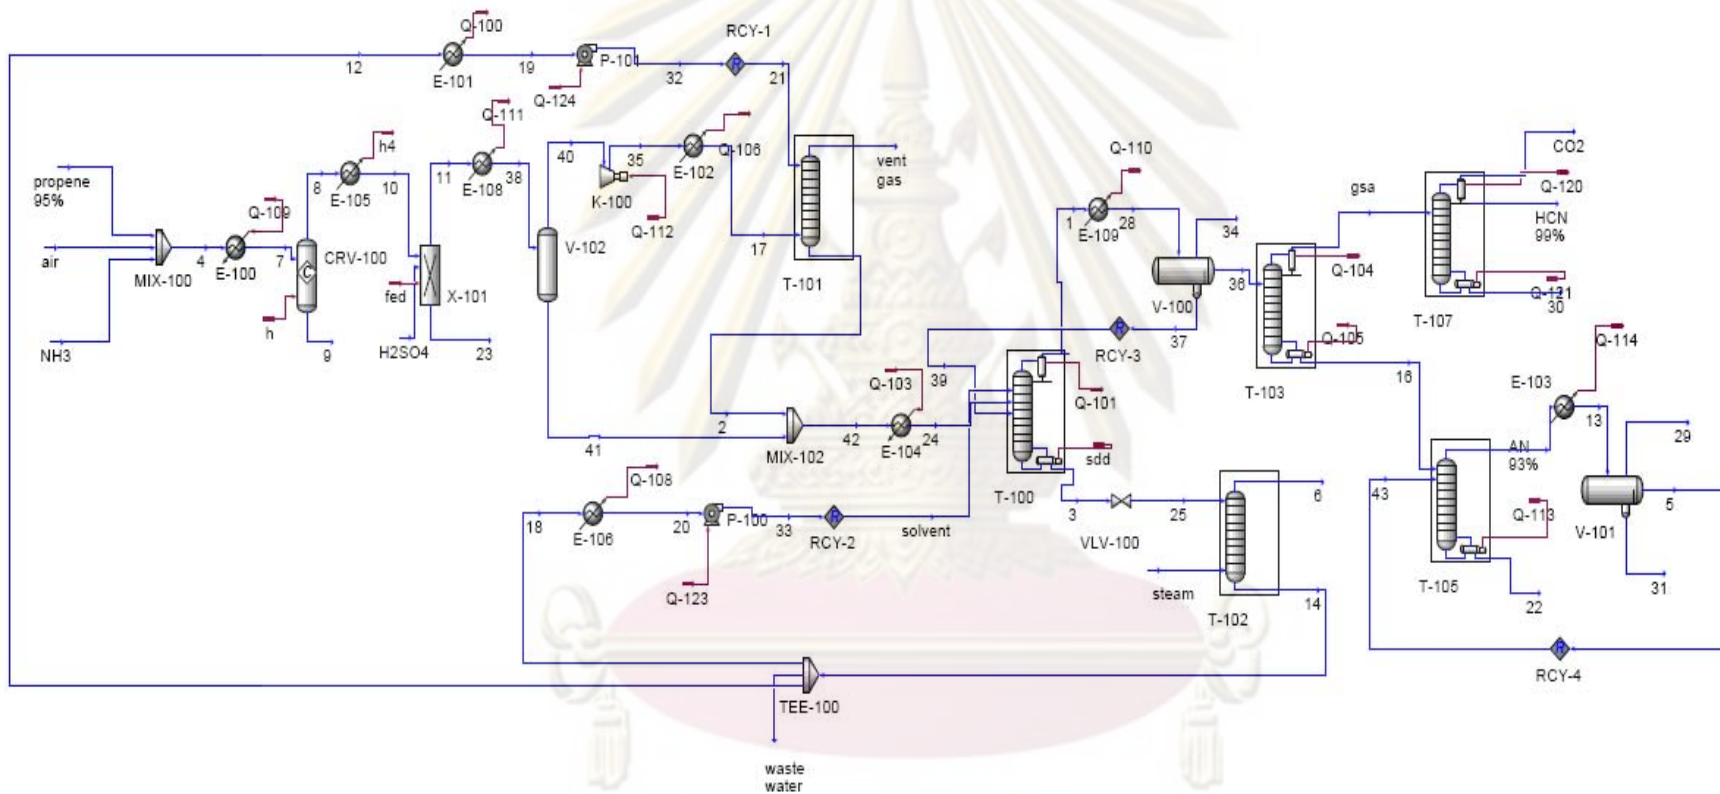 Q-100
RCY-1
12
E-101
19
P-10
32
21
Q-124
Q-111
h4
40
35
Q-106
vent
gas
CO2
propene
95%
8
E-105
10
11
E-108
38
K-100
E-102
Q-110
gsa
Q-120
HCN
99%
Q-109
Q-112
V-102
17
1
28
E-109
34
air
4
7
CRV-100
MIX-100
E-100
fed
X-101
T-101
V-100
36
Q-104
Q-121
30
h
T-107
NH3
9
H2SO4
23
RCY-3
37
Q-105
Q-114
39
T-103
16
E-103
Q-103
Q-101
13
2
42
E-104
24
29
MIX-102
41
sdd
AN
93%
Q-108
T-100
43
5
18
E-106
20
P-100
33
RCY-2
solvent
3
25
6
Q-113
V-101
VLV-100
Q-123
steam
T-102
14
T-105
22
31
RCY-4
TEE-100
waste
water